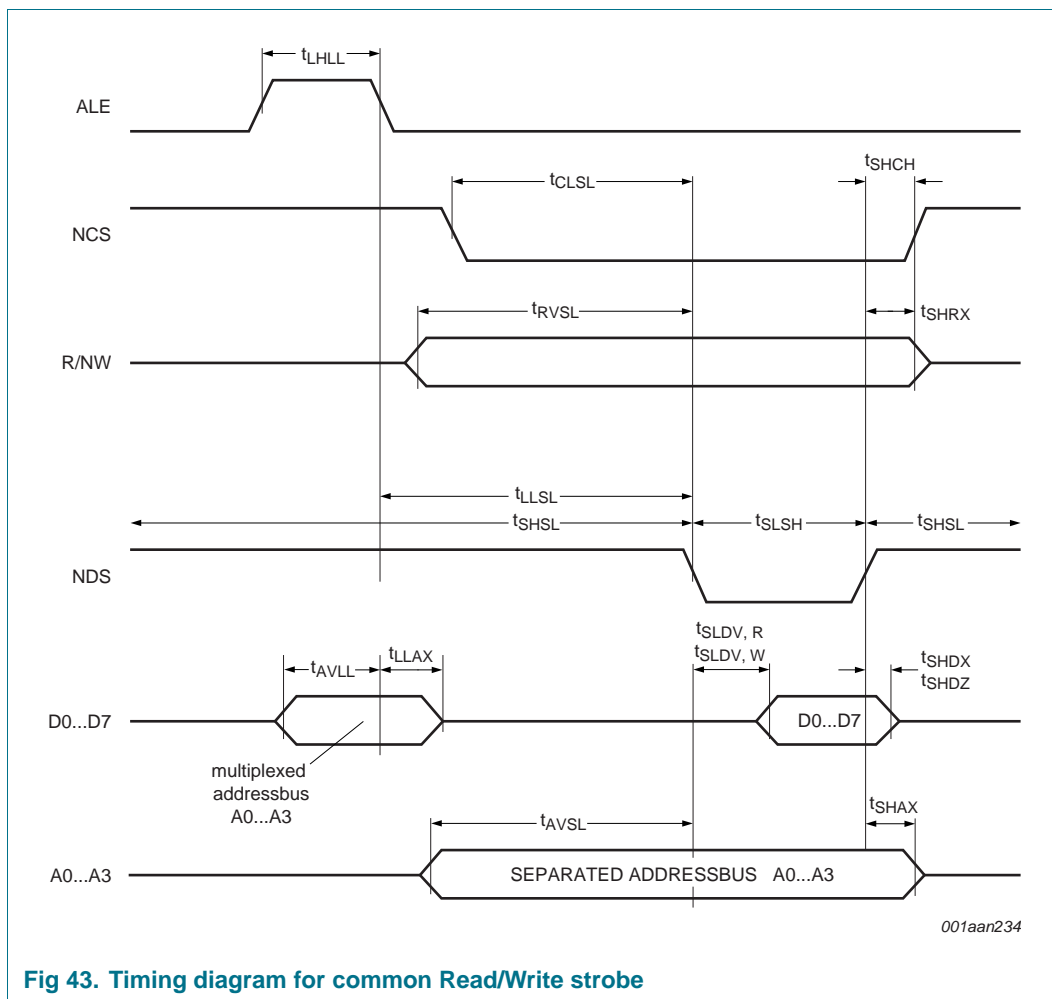 tLHLL
ALE
tSHCH
tCLSL
NCS
tRVSL
tSHRX
R/NW
tLLSL
tSHSL
tSLSH
tSHSL
NDS
tSLDV, R
tSLDV, W
tAVLL
tLLAX
tSHDX
tSHDZ
D0...D7
D0...D7
multiplexed
addressbus
A0...A3
tSHAX
tAVSL
A0...A3
SEPARATED ADDRESSBUS A0...A3
001aan234
Fig 43. Timing diagram for common Read/Write strobe